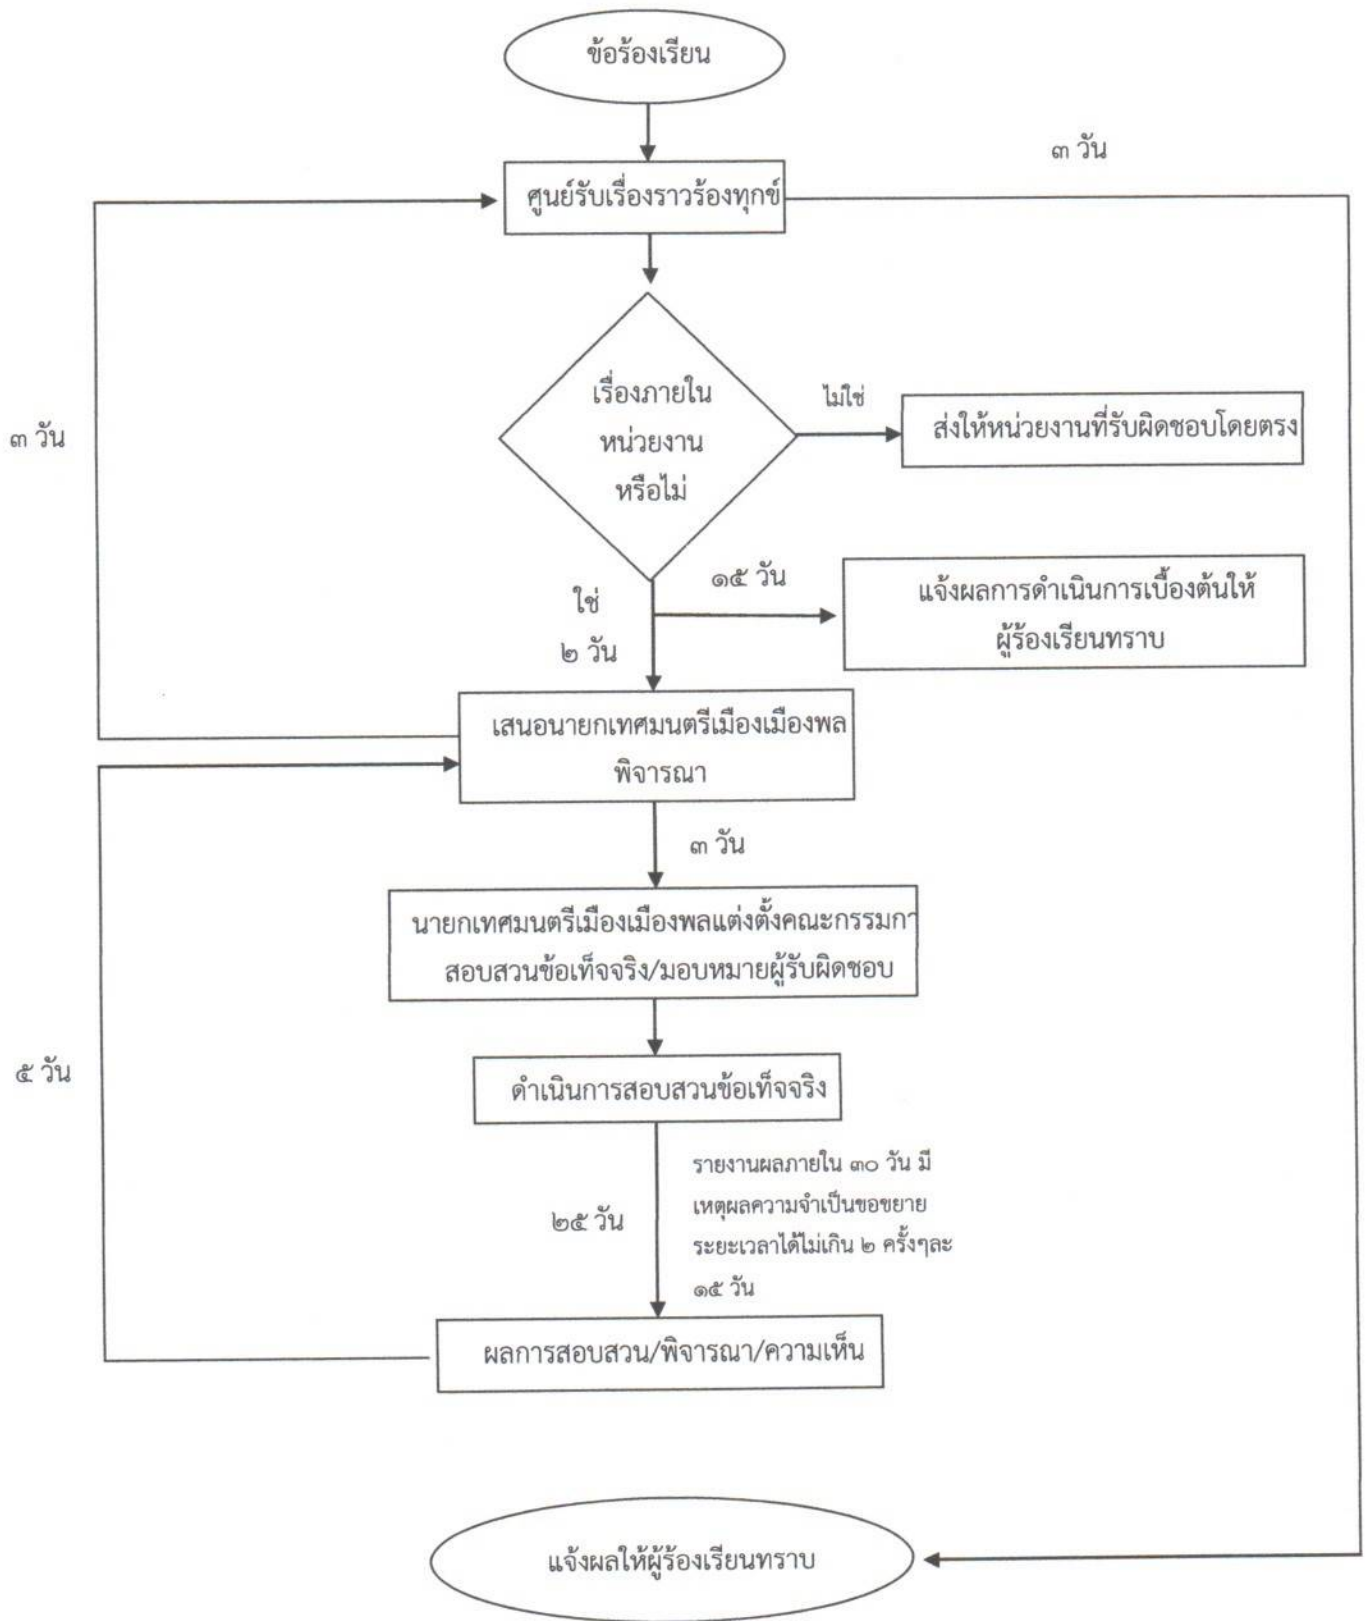 ข้อร้องเรียน
๓ วัน
ศูนย์รับเรื่องราวร้องทุกข์
๓ วัน
เรื่องภายใน
หน่วยงาน
หรือไม่
ไม่ใช่
ส่งให้หน่วยงานที่รับผิดชอบโดยตรง
ใช่
๒ วัน
๑๕ วัน
แจ้งผลการดำเนินการเบื้องต้นให้
ผู้ร้องเรียนทราบ
เสนอนายกเทศมนตรีเมืองเมืองพล
พิจารณา
๓ วัน
นายกเทศมนตรีเมืองเมืองพลแต่งตั้งคณะกรรมกา
สอบสวนข้อเท็จจริง/มอบหมายผู้รับผิดชอบ
๕ วัน
ดำเนินการสอบสวนข้อเท็จจริง
๒๕ วัน
รายงานผลภายใน ๓๐ วัน มี
เหตุผลความจำเป็นขอขยาย
ระยะเวลาได้ไม่เกิน ๒ ครั้งๆละ
๑๕ วัน
ผลการสอบสวน/พิจารณา/ความเห็น
แจ้งผลให้ผู้ร้องเรียนทราบ